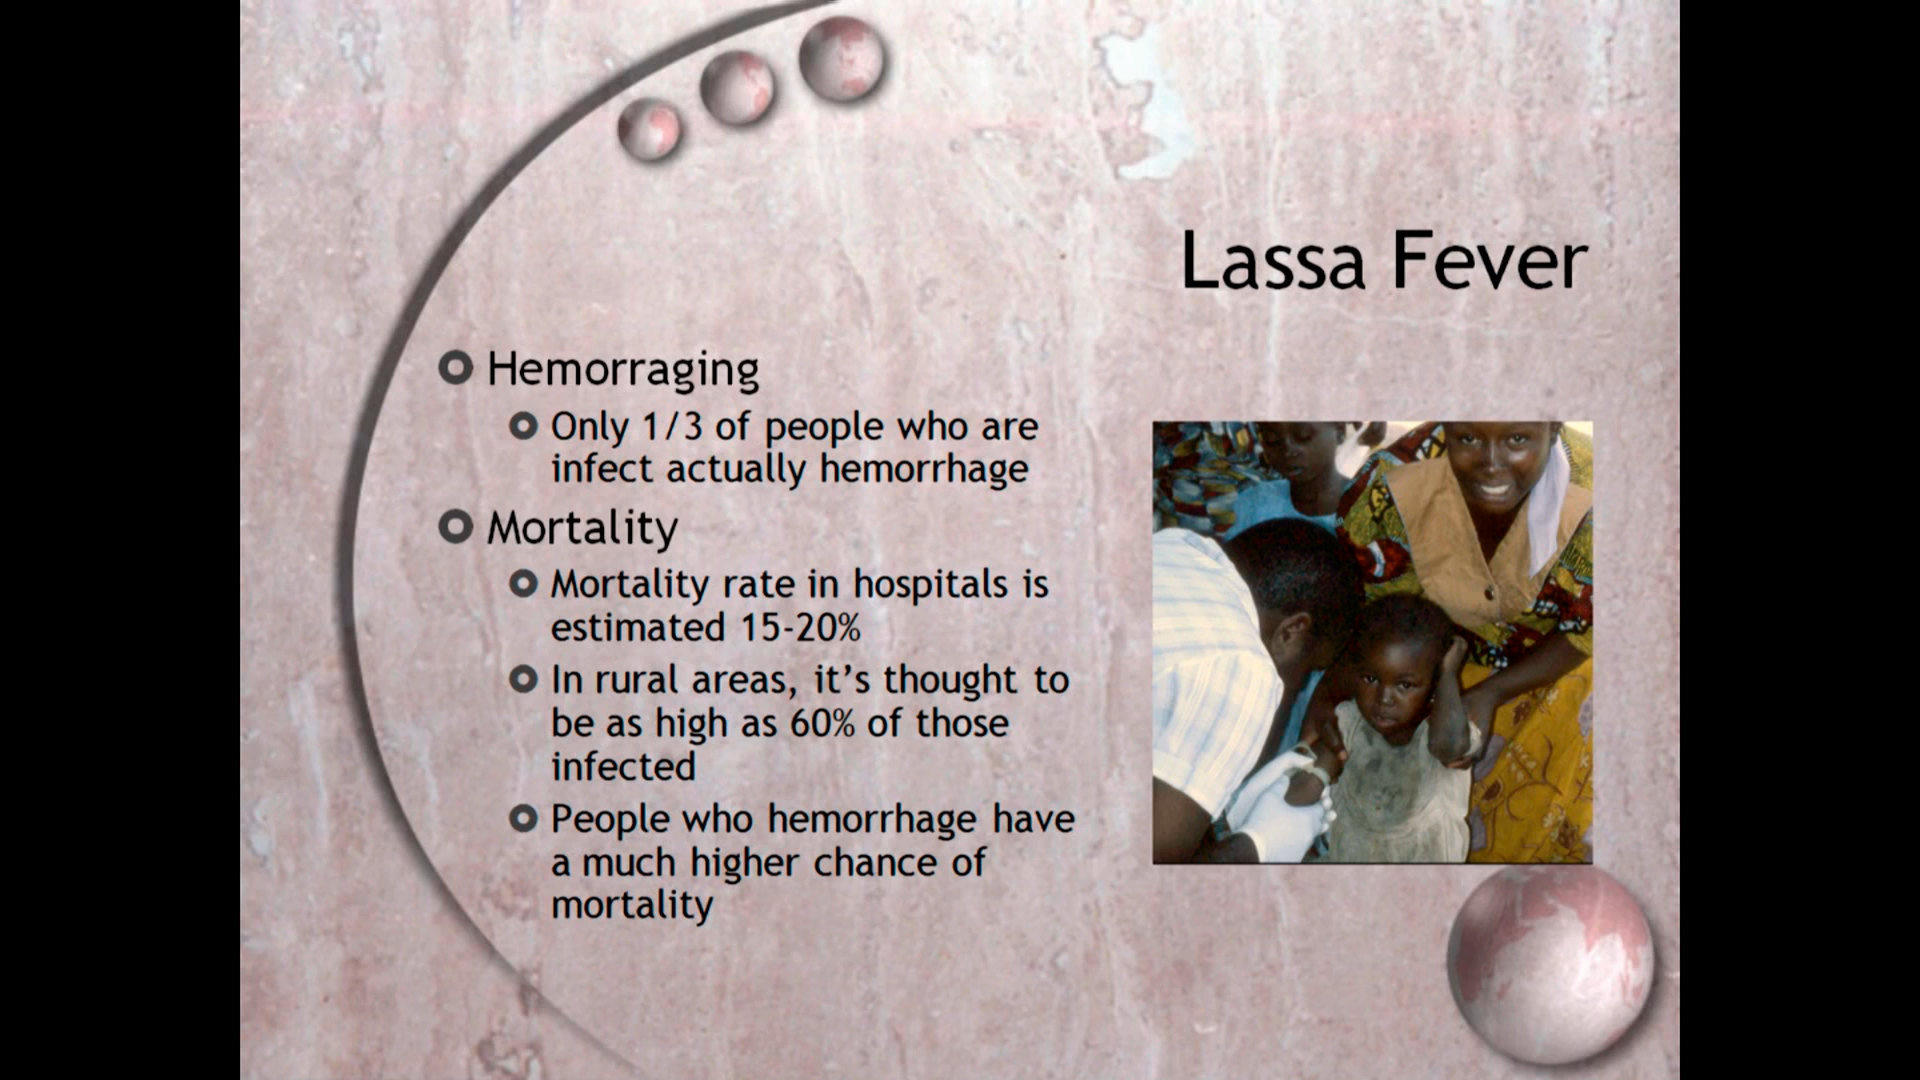 Lassa Fever
Hemorraging
Only 1/3 of people who are
infect actually hemorrhage
Mortality
Mortality rate in hospitals is
estimated 15-20%
In rural areas, it’s thought to
be as high as 60% of those
infected
People who hemorrhage have
a much higher chance of
mortality